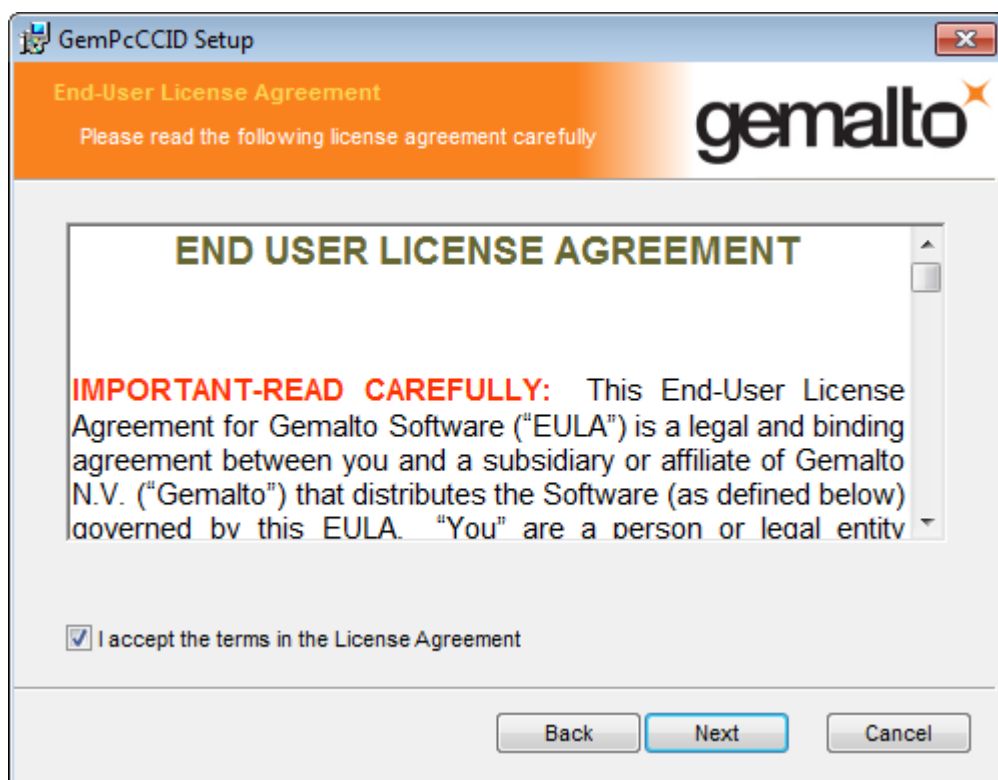 GemPcCCID Setup
End-User License Agreement
Please read the following license agreement carefully
gemalto
END USER LICENSE AGREEMENT
IMPORTANT-READ CAREFULLY: This End-User License
Agreement for Gemalto Software (“EULA”) is a legal and binding
agreement between you and a subsidiary or affiliate of Gemalto
N.V. (“Gemalto”) that distributes the Software (as defined below)
governed by this EULA. “You” are a person or legal entity
I accept the terms in the License Agreement
Back Next Cancel